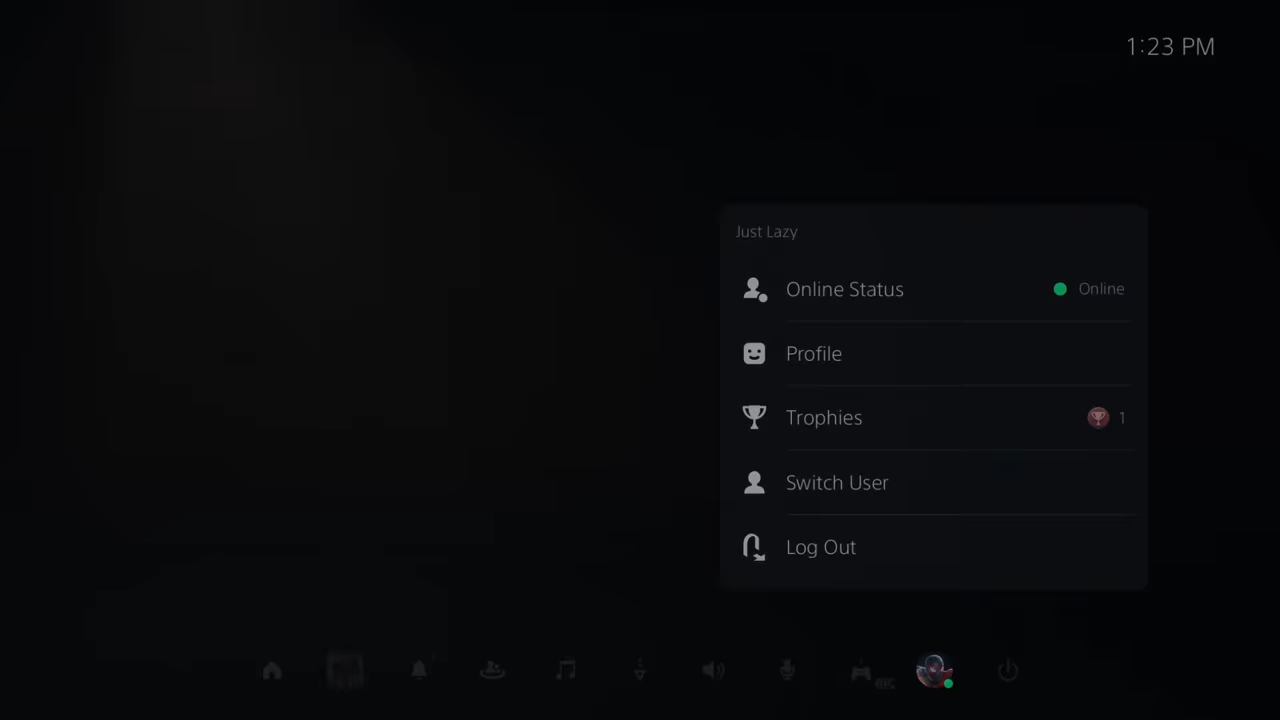 1:23 PM
Just Lazy
Online Status
Online
Profile
Trophies
1
Switch User
Log Out